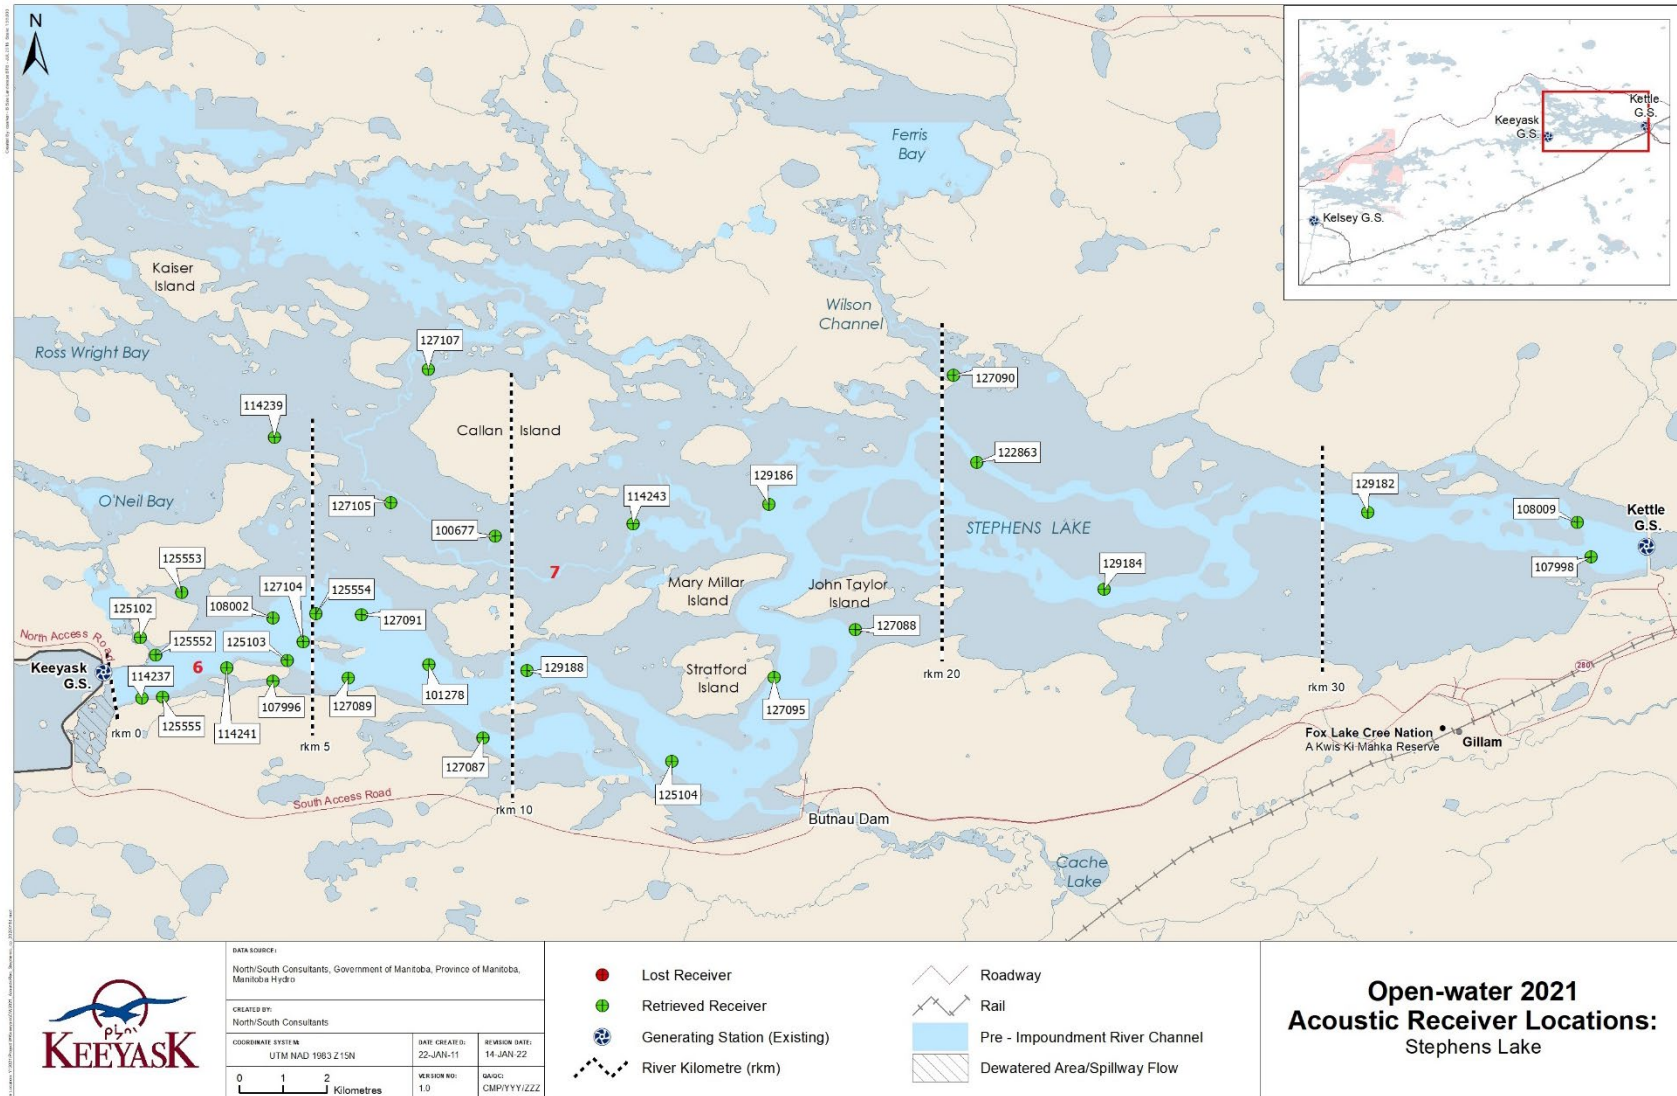 N
Ferris
Bay
Keeyask
G.S.
Kettle
G.S.
Kelsey G.S.
Kaiser
Island
Wilson
Channel
Ross Wright Bay
127107
127090
114239
Callan Island
122863
129186
129182
O'Neil Bay
127105
114243
108009
100677
STEPHENS LAKE
Kettle
G.S.
125553
7
129184
127104
125554
Mary Millar
Island
John Taylor
Island
125102
108002
127091
127088
North Access Road
125552
125103
Keeyask
G.S.
6
114237
129188
Stratford
Island
107998
101278
rkm 20
280
rkm 30
107996
127089
127095
125555
114241
rkm 0
rkm 5
127087
Fox Lake Cree Nation
A Kwis Ki Mahka Reserve
Gillam
125104
South Access Road
rkm 10
Butnau Dam
Cache
Lake
KEEYASK
DATA SOURCE:
North/South Consultants, Government of Manitoba, Province of Manitoba,
Manitoba Hydro
CREATED BY:
North/South Consultants
COORDINATE SYSTEM:
UTM NAD 1983 Z 15N
DATE CREATED:
22-JAN-11
REVISION DATE:
14-JAN-22
0 1 2 Kilometres
VERSION NO:
1.0
QA/QC:
CMP/YYY/ZZZ
Lost Receiver
Retrieved Receiver
Generating Station (Existing)
River Kilometre (rkm)
Roadway
Rail
Pre - Impoundment River Channel
Dewatered Area/Spillway Flow
Open-water 2021
Acoustic Receiver Locations:
Stephens Lake